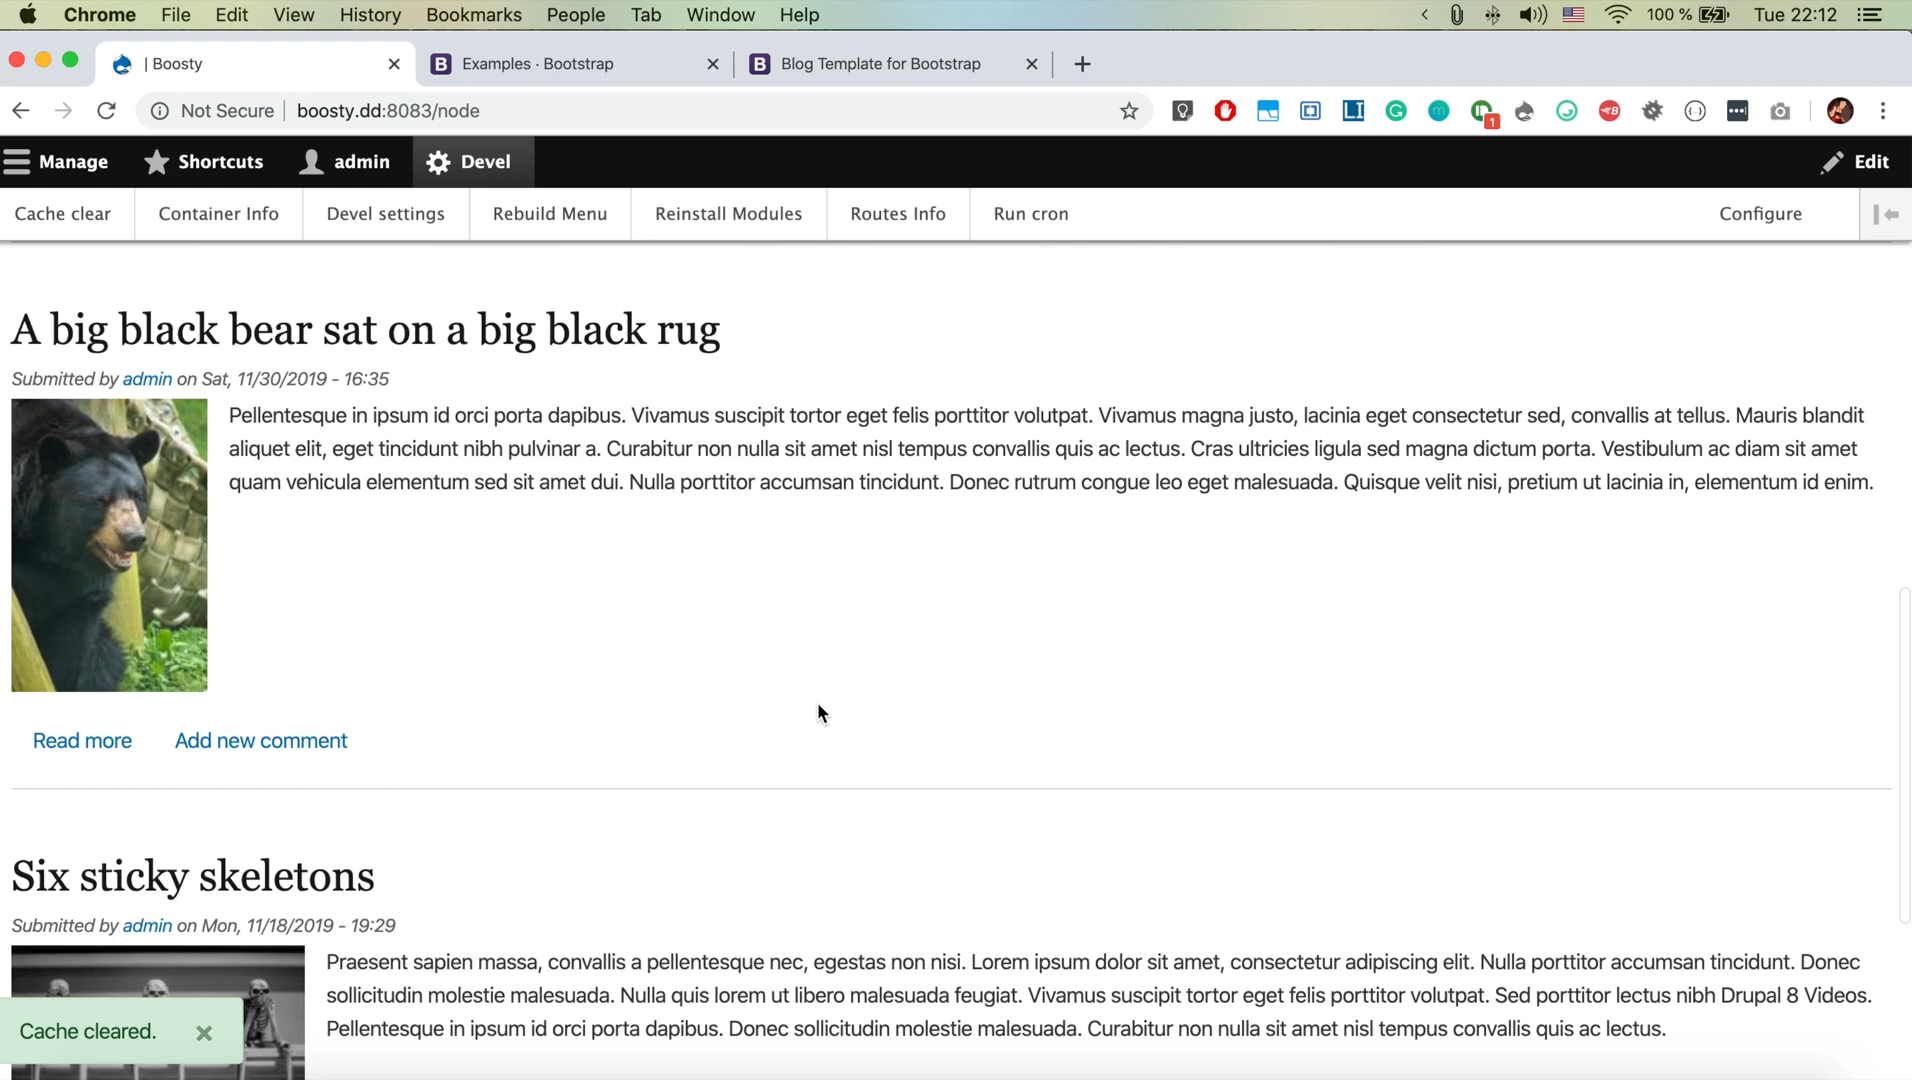 Chrome File Edit View History Bookmarks People Tab Window Help 100 % Tue 22:12
| Boosty
Examples · Bootstrap
Blog Template for Bootstrap
Not Secure | boosty.dd:8083/node
1
Manage Shortcuts admin Devel Edit
Cache clear Container Info Devel settings Rebuild Menu Reinstall Modules Routes Info Run cron Configure
A big black bear sat on a big black rug
Submitted by admin on Sat, 11/30/2019 - 16:35
Pellentesque in ipsum id orci porta dapibus. Vivamus suscipit tortor eget felis porttitor volutpat. Vivamus magna justo, lacinia eget consectetur sed, convallis at tellus. Mauris blandit
aliquet elit, eget tincidunt nibh pulvinar a. Curabitur non nulla sit amet nisl tempus convallis quis ac lectus. Cras ultricies ligula sed magna dictum porta. Vestibulum ac diam sit amet
quam vehicula elementum sed sit amet dui. Nulla porttitor accumsan tincidunt. Donec rutrum congue leo eget malesuada. Quisque velit nisi, pretium ut lacinia in, elementum id enim.
Read more Add new comment
Six sticky skeletons
Submitted by admin on Mon, 11/18/2019 - 19:29
Praesent sapien massa, convallis a pellentesque nec, egestas non nisi. Lorem ipsum dolor sit amet, consectetur adipiscing elit. Nulla porttitor accumsan tincidunt. Donec
sollicitudin molestie malesuada. Nulla quis lorem ut libero malesuada feugiat. Vivamus suscipit tortor eget felis porttitor volutpat. Sed porttitor lectus nibh Drupal 8 Videos.
Pellentesque in ipsum id orci porta dapibus. Donec sollicitudin molestie malesuada. Curabitur non nulla sit amet nisl tempus convallis quis ac lectus.
Cache cleared.